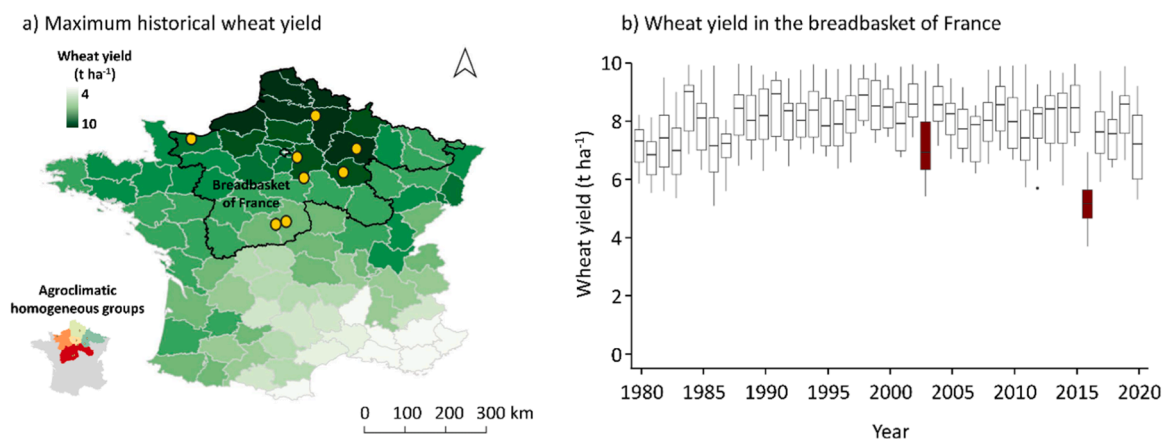 a) Maximum historical wheat yield
Wheat yield
(t ha⁻¹)
4
10
Breadbasket
of France
Agroclimatic
homogeneous groups
0 100 200 300 km
b) Wheat yield in the breadbasket of France
Wheat yield (t ha⁻¹)
10
8
6
4
2
0
1980 1985 1990 1995 2000 2005 2010 2015 2020
Year